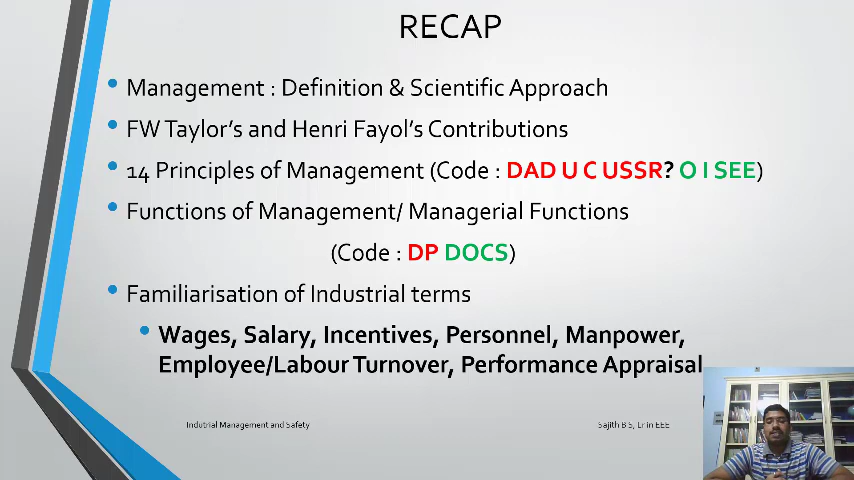 RECAP
Management : Definition & Scientific Approach
FW Taylor's and Henri Fayol's Contributions
14 Principles of Management (Code : DAD U C USSR? O I SEE)
Functions of Management/ Managerial Functions
(Code : DP DOCS)
Familiarisation of Industrial terms
Wages, Salary, Incentives, Personnel, Manpower,
Employee/Labour Turnover, Performance Appraisal
Indutrial Management and Safety
Sajith B S, Lr in EEE